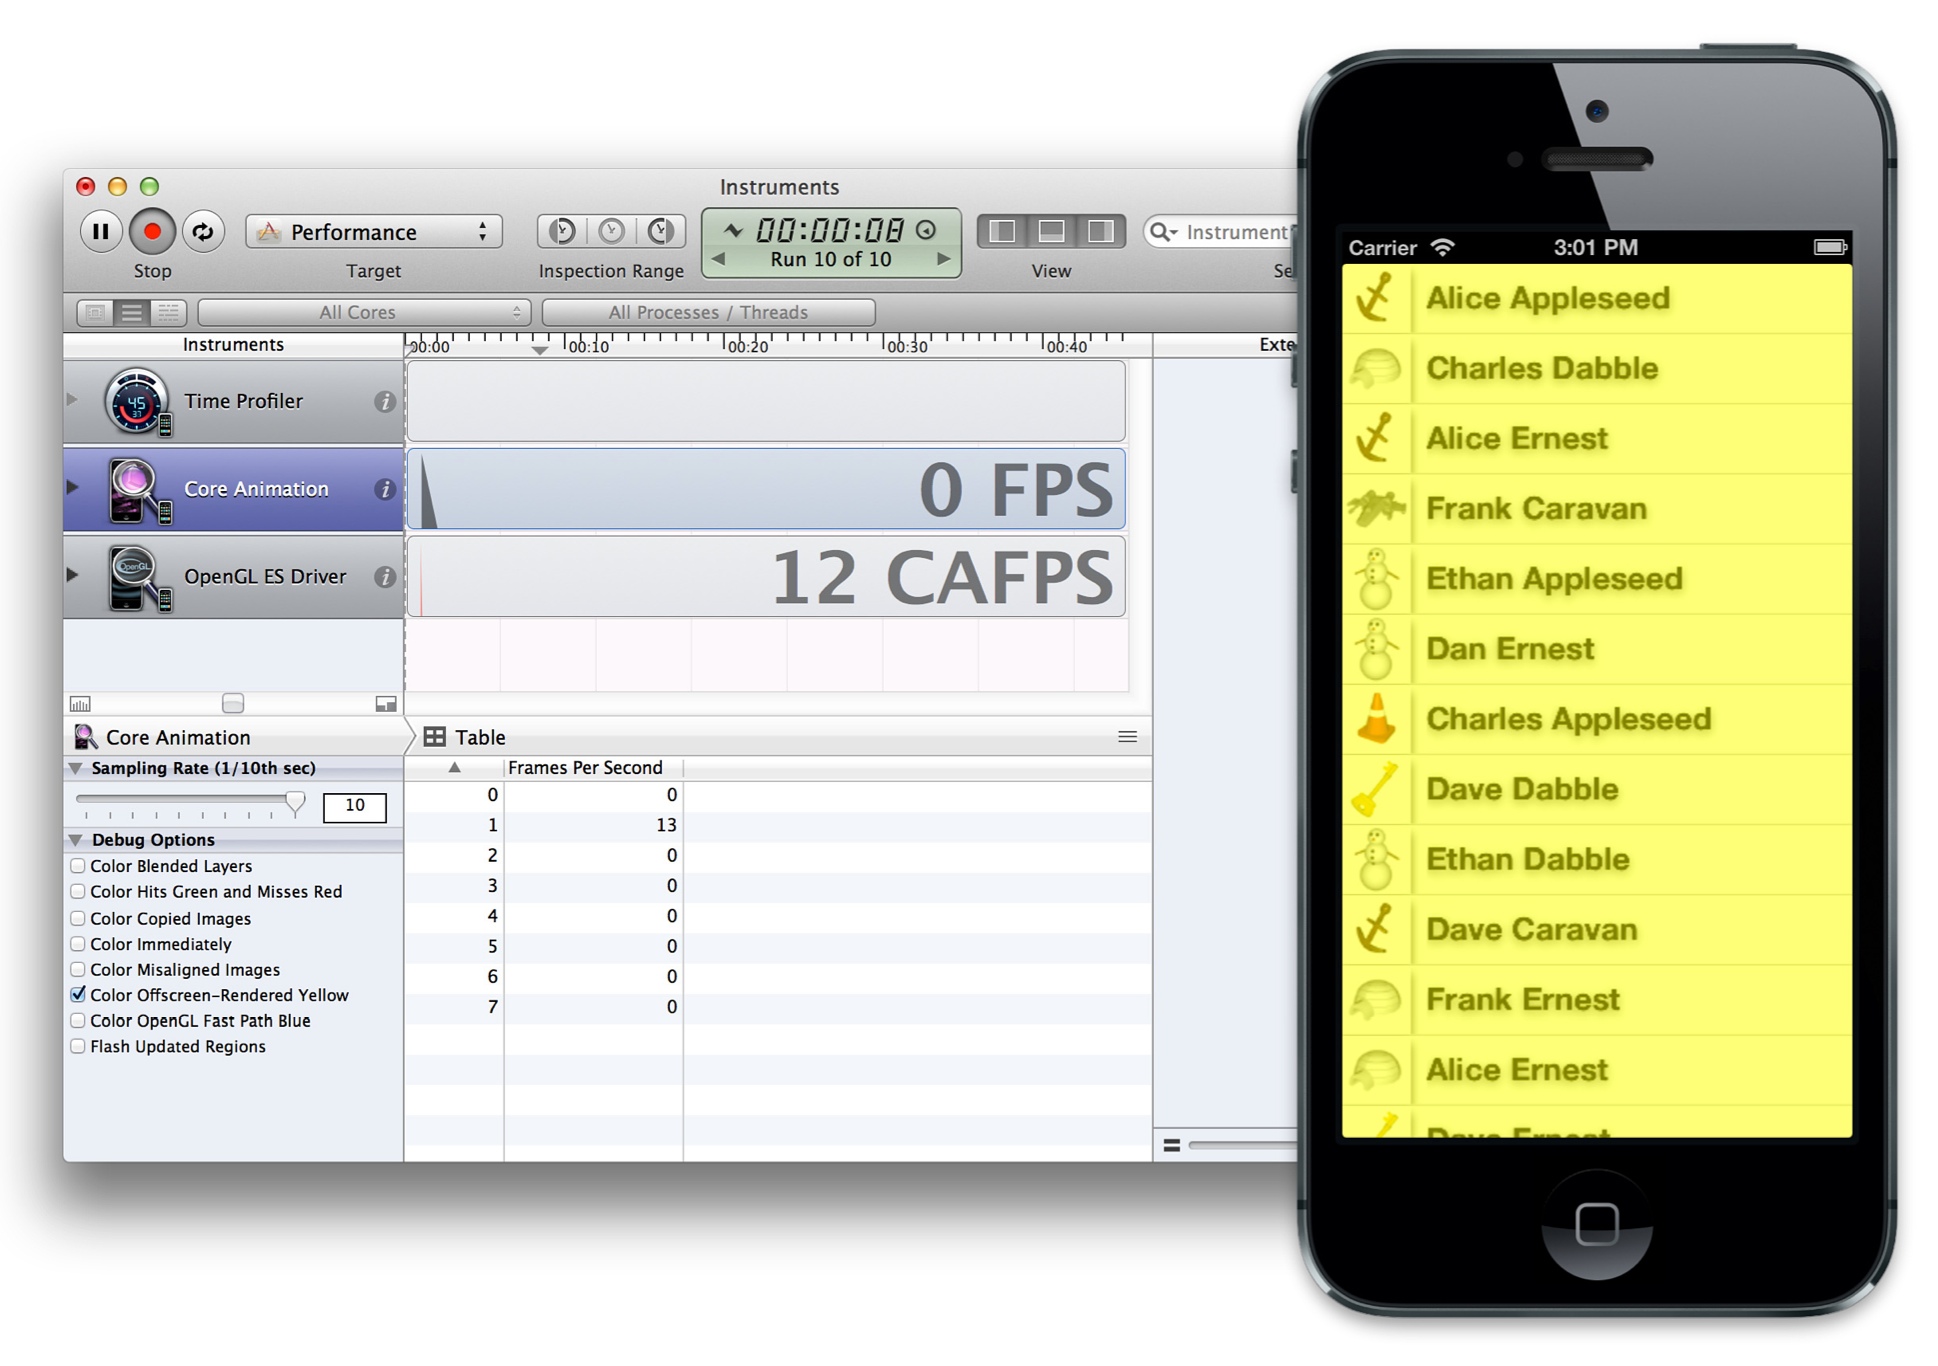 Instruments
Performance
00:00:08
Run 10 of 10
Instrument
Stop
Target
Inspection Range
View
Se
All Cores
All Processes / Threads
Instruments
00:00
00:10
00:20
00:30
00:40
Exte
45
Time Profiler
Core Animation
0 FPS
OpenGL
OpenGL ES Driver
12 CAFPS
Core Animation
Table
Sampling Rate (1/10th sec)
10
Debug Options
Color Blended Layers
Color Hits Green and Misses Red
Color Copied Images
Color Immediately
Color Misaligned Images
Color Offscreen-Rendered Yellow
Color OpenGL Fast Path Blue
Flash Updated Regions
Frames Per Second
0 0
1 13
2 0
3 0
4 0
5 0
6 0
7 0
Carrier 3:01 PM
Alice Appleseed
Charles Dabble
Alice Ernest
Frank Caravan
Ethan Appleseed
Dan Ernest
Charles Appleseed
Dave Dabble
Ethan Dabble
Dave Caravan
Frank Ernest
Alice Ernest
Dave Ernest